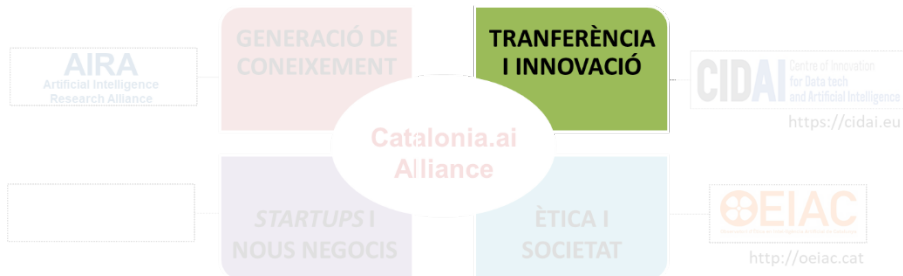 GENERACIÓ DE
CONEIXEMENT
TRANFERÈNCIA
I INNOVACIÓ
AIRA
Artificial Intelligence
Research Alliance
CIDAI
Centre of Innovation
for Data tech
and Artificial Intelligence
https://cidai.eu
Catalonia.ai
Alliance
STARTUPS I
NOUS NEGOCIS
ÈTICA I
SOCIETAT
OEIAC
http://oeiac.cat